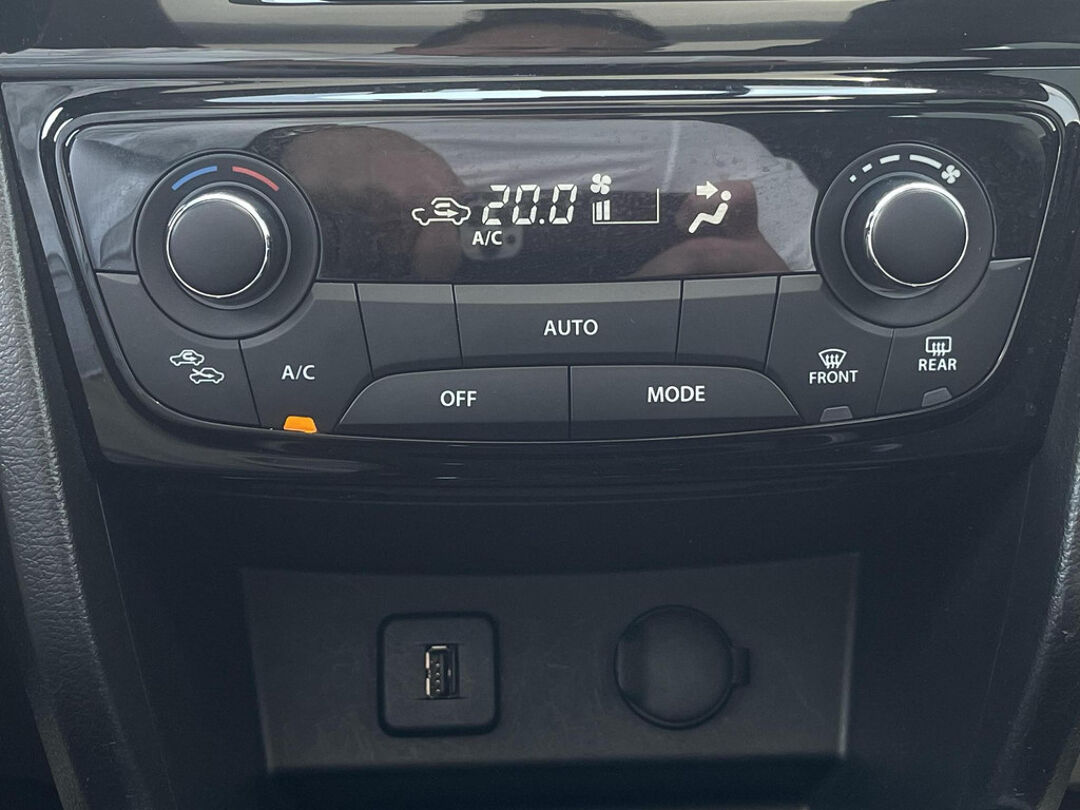 20.0
A/C
AUTO
A/C
OFF
MODE
FRONT
REAR